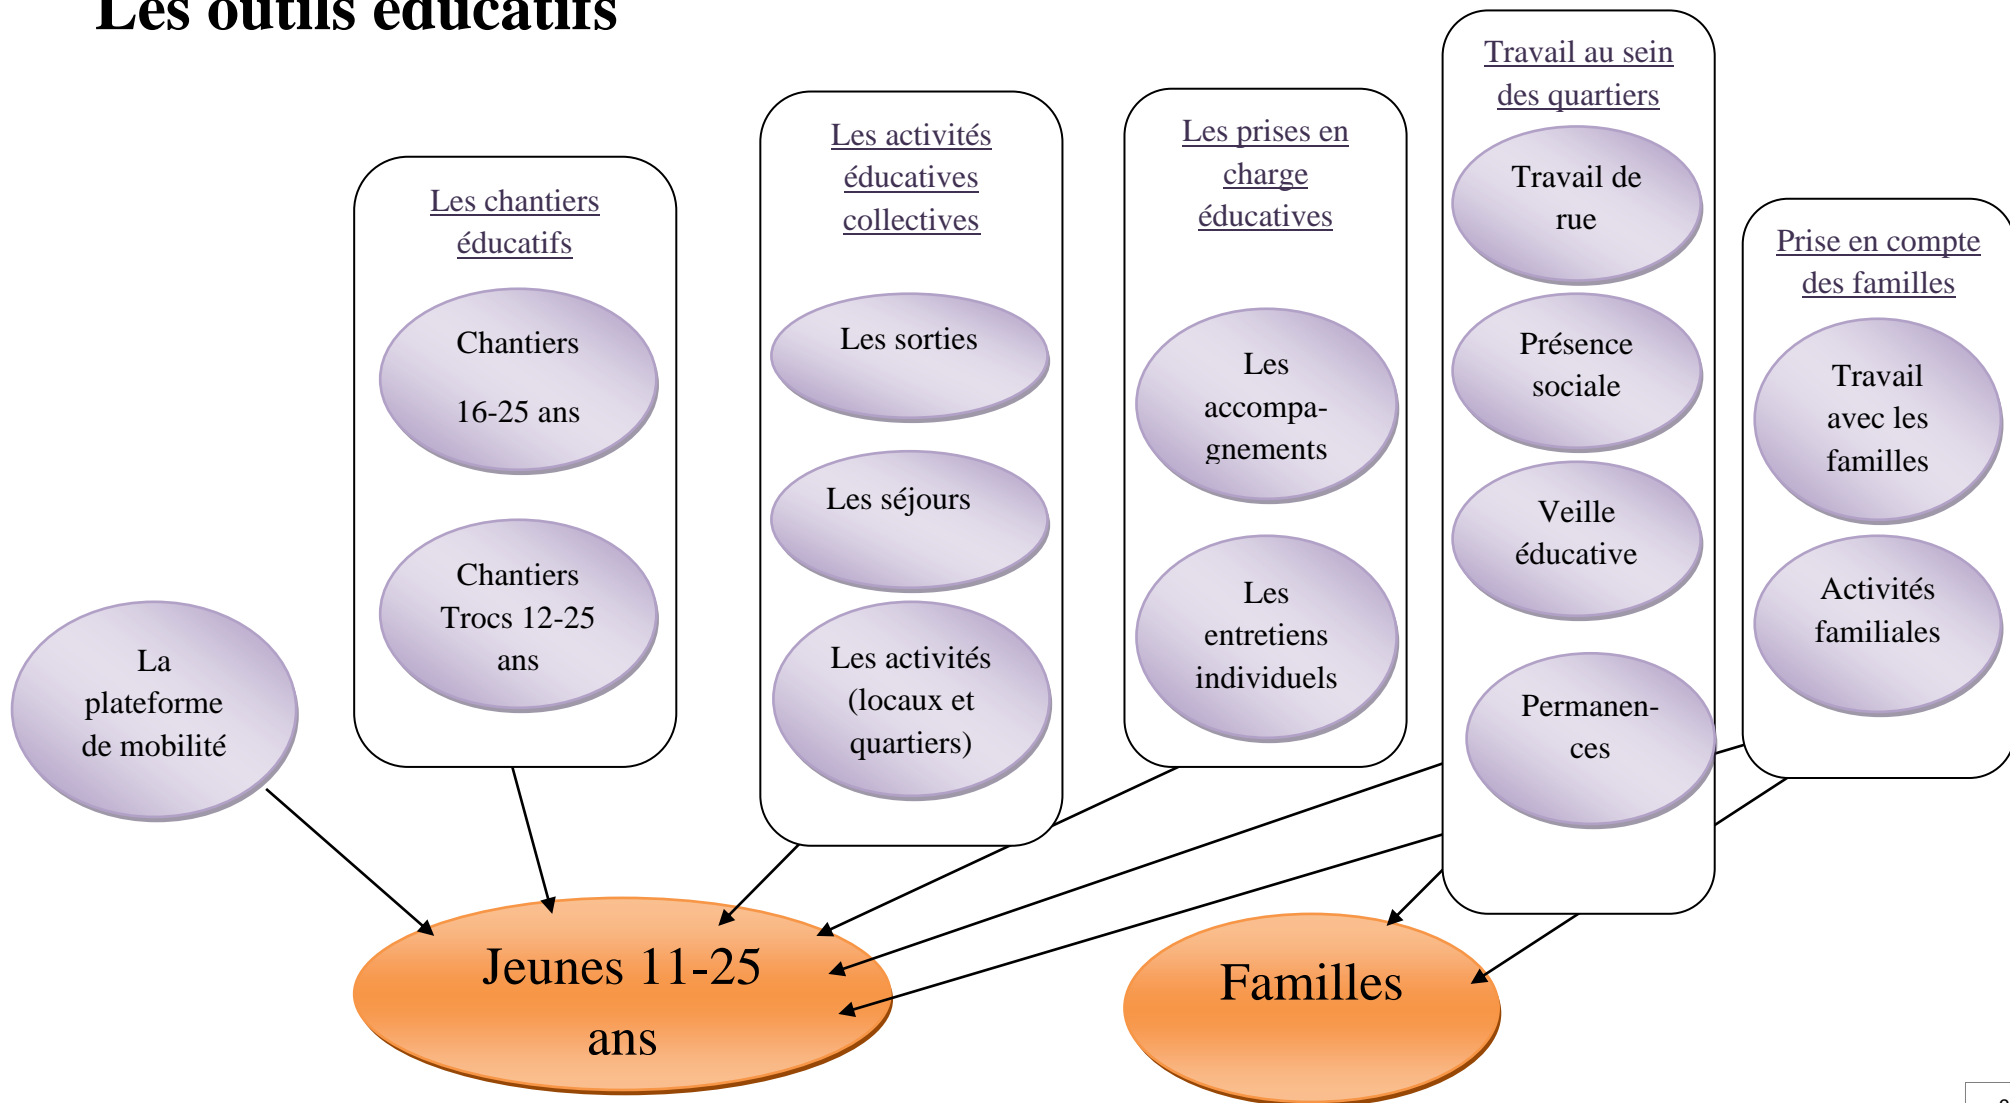 Les outils éducatifs
Les chantiers
éducatifs
Chantiers
16-25 ans
Chantiers
Trocs 12-25
ans
La
plateforme
de mobilité
Les activités
éducatives
collectives
Les sorties
Les séjours
Les activités
(locaux et
quartiers)
Les prises en
charge
éducatives
Les
accompa-
gnements
Les
entretiens
individuels
Travail au sein
des quartiers
Travail de
rue
Présence
sociale
Veille
éducative
Permanen-
ces
Prise en compte
des familles
Travail
avec les
familles
Activités
familiales
Jeunes 11-25
ans
Familles